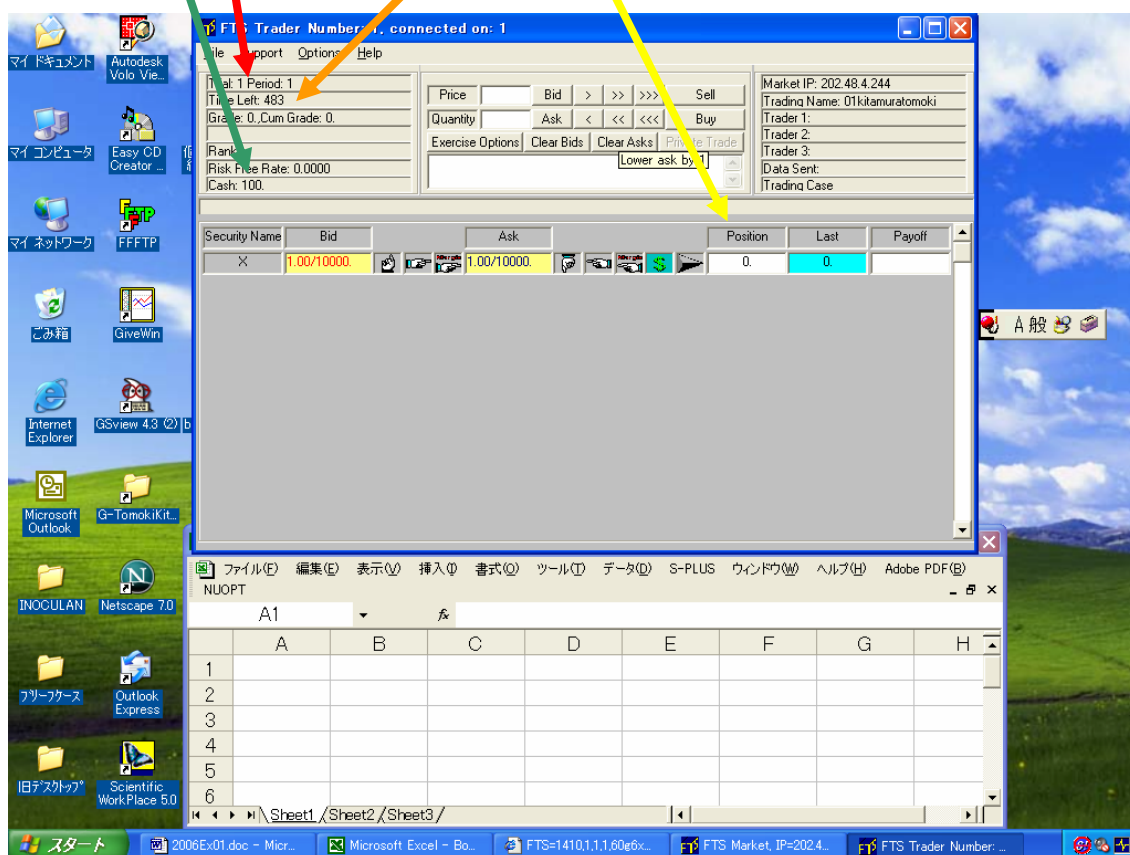 FTS Trader Number: 1, connected on: 1
File Support Options Help
Trial: 1 Period: 1
Time Left: 483
Grade: 0.,Cum Grade: 0.
Rank
Risk Free Rate: 0.0000
Cash: 100.
Price Bid > >> >>> Sell
Quantity Ask < << <<< Buy
Exercise Options Clear Bids Clear Asks Private Trade
Lower ask by 1
Market IP: 202.48.4.244
Trading Name: 01kitamuratomoki
Trader 1:
Trader 2:
Trader 3:
Data Sent:
Trading Case
Security Name Bid Ask Position Last Payoff
X 1.00/10000. 1.00/10000. $ 0. 0.
マイ ドキュメント
Autodesk Volo Vie...
マイ コンピュータ
Easy CD Creator ...
マイ ネットワーク
FFFTP
ごみ箱
GiveWin
Internet Explorer
GSview 4.3 (2)
Microsoft Outlook
G-TomokiKit...
INOCULAN
Netscape 7.0
ブリーフケース
Outlook Express
旧デスクトップ
Scientific WorkPlace 5.0
A 般
ファイル(F) 編集(E) 表示(V) 挿入(I) 書式(O) ツール(T) データ(D) S-PLUS ウィンドウ(W) ヘルプ(H) Adobe PDF(B)
NUOPT
A1 fx
A B C D E F G H
1
2
3
4
5
6
Sheet1 Sheet2 Sheet3
スタート 2006Ex01.doc - Micr... Microsoft Excel - Bo... FTS=1410,1,1,1,60g6x... FTS Market, IP=202.4... FTS Trader Number: ...